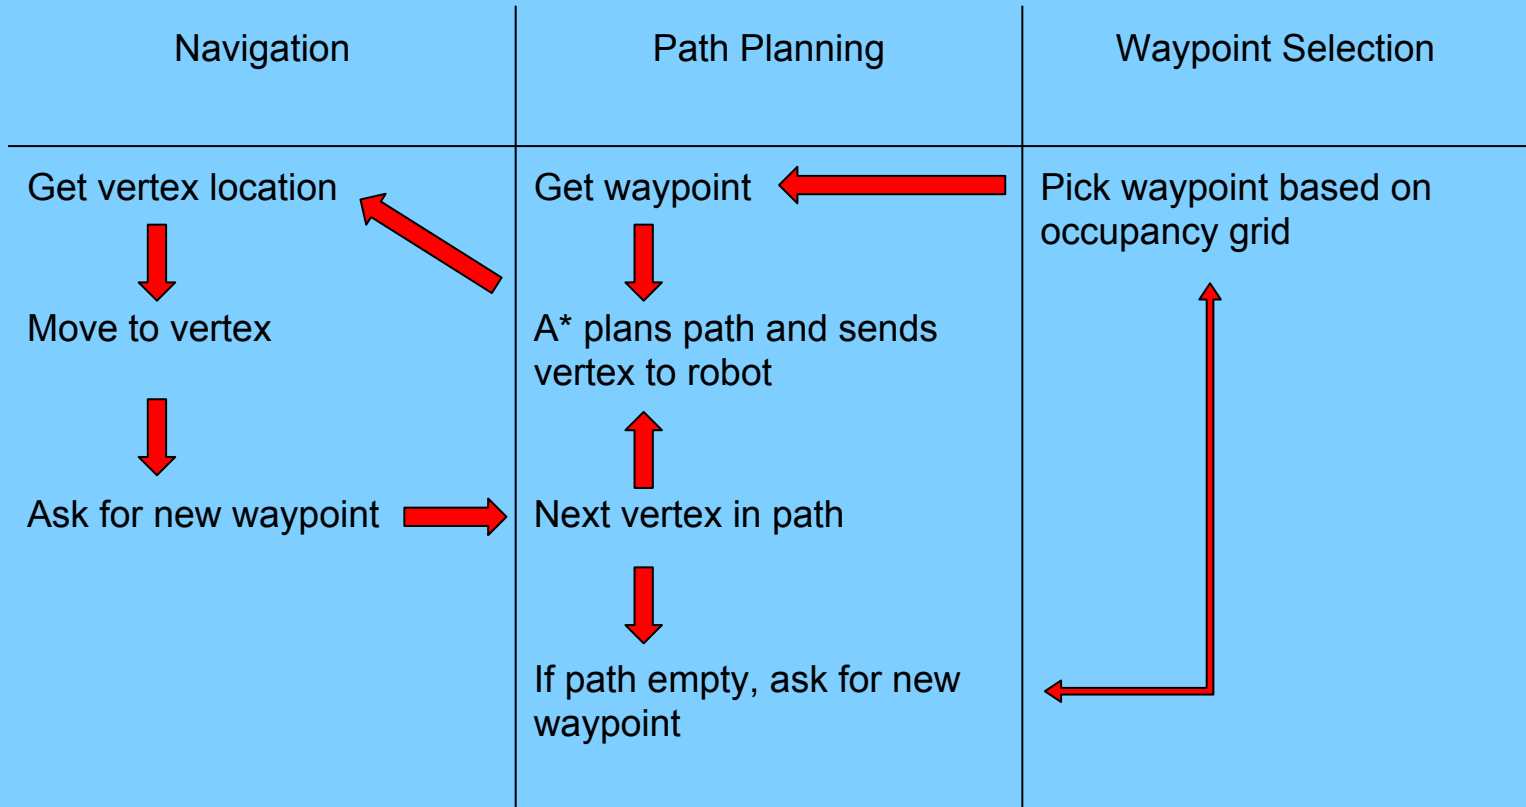 Navigation
Path Planning
Waypoint Selection
Get vertex location
Get waypoint
Pick waypoint based on
occupancy grid
Move to vertex
A* plans path and sends
vertex to robot
Ask for new waypoint
Next vertex in path
If path empty, ask for new
waypoint